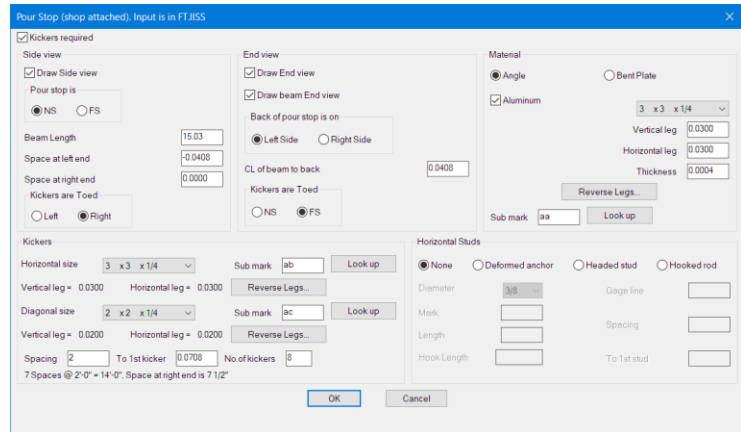 Pour Stop (shop attached). Input is in FT.IISS
Kickers required
Side view
Draw Side view
Pour stop is
NS FS
Beam Length 15.03
Space at left end -0.0408
Space at right end 0.0000
Kickers are Toed
Left Right
End view
Draw End view
Draw beam End view
Back of pour stop is on
Left Side Right Side
CL of beam to back 0.0408
Kickers are Toed
NS FS
Material
Angle Bent Plate
Aluminum 3 x 3 x 1/4
Vertical leg 0.0300
Horizontal leg 0.0300
Thickness 0.0004
Reverse Legs...
Sub mark aa Look up
Kickers
Horizontal size 3 x 3 x 1/4 Sub mark ab Look up
Vertical leg = 0.0300 Horizontal leg = 0.0300 Reverse Legs...
Diagonal size 2 x 2 x 1/4 Sub mark ac Look up
Vertical leg = 0.0200 Horizontal leg = 0.0200 Reverse Legs...
Spacing 2 To 1st kicker 0.0708 No.of kickers 8
7 Spaces @ 2'-0" = 14'-0", Space at right end is 7 1/2"
Horizontal Studs
None Deformed anchor Headed stud Hooked rod
Diameter 3/8 Gage line
Mark
Spacing
Length
Hook Length To 1st stud
OK Cancel